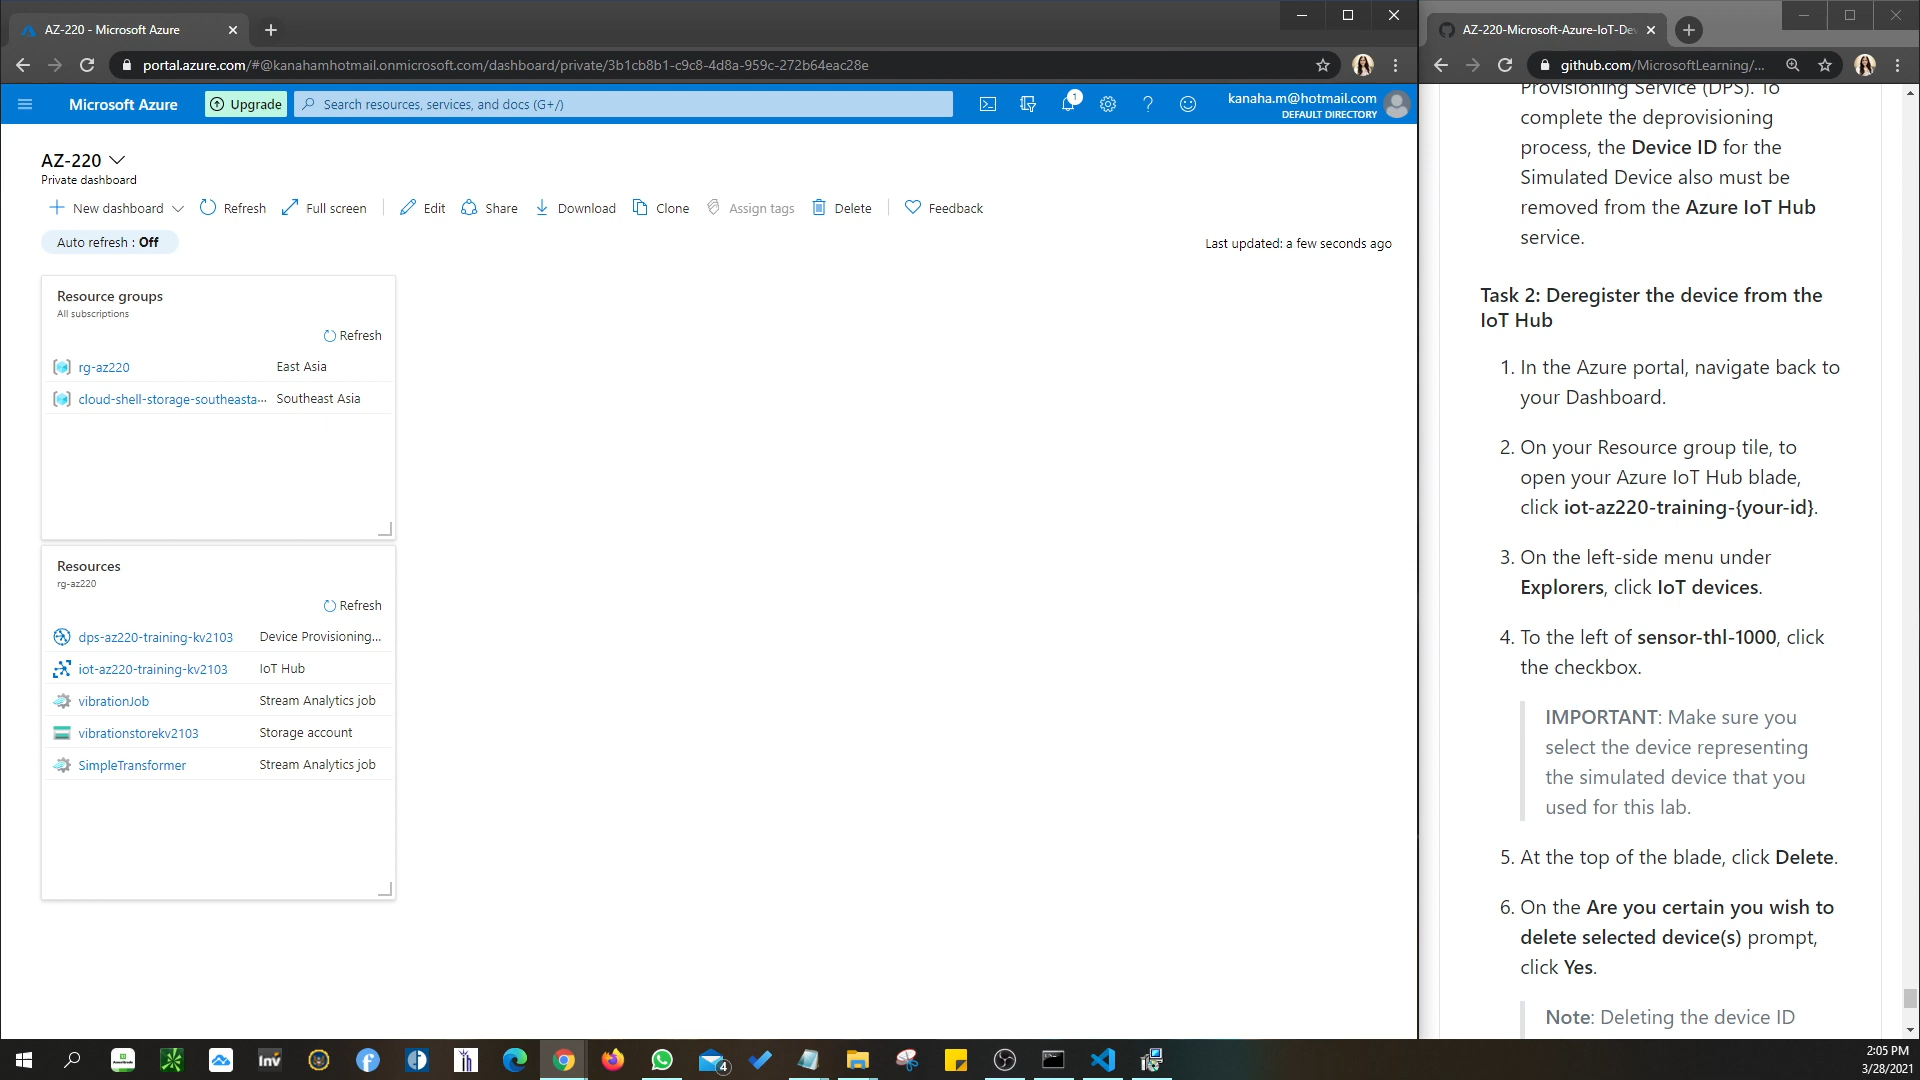 AZ-220 - Microsoft Azure
portal.azure.com/#@kanahamhotmail.onmicrosoft.com/dashboard/private/3b1cb8b1-c9c8-4d8a-959c-272b64eac28e
Microsoft Azure
Upgrade
Search resources, services, and docs (G+/)
1
kanaha.m@hotmail.com
DEFAULT DIRECTORY
AZ-220
Private dashboard
New dashboard
Refresh
Full screen
Edit
Share
Download
Clone
Assign tags
Delete
Feedback
Auto refresh : Off
Last updated: a few seconds ago
Resource groups
All subscriptions
Refresh
rg-az220 East Asia
cloud-shell-storage-southeasta... Southeast Asia
Resources
rg-az220
Refresh
dps-az220-training-kv2103 Device Provisioning...
iot-az220-training-kv2103 IoT Hub
vibrationJob Stream Analytics job
vibrationstorekv2103 Storage account
SimpleTransformer Stream Analytics job
AZ-220-Microsoft-Azure-IoT-Dev
github.com/MicrosoftLearning/...
Provisioning Service (DPS). To
complete the deprovisioning
process, the Device ID for the
Simulated Device also must be
removed from the Azure IoT Hub
service.
Task 2: Deregister the device from the
IoT Hub
1. In the Azure portal, navigate back to
your Dashboard.
2. On your Resource group tile, to
open your Azure IoT Hub blade,
click iot-az220-training-{your-id}.
3. On the left-side menu under
Explorers, click IoT devices.
4. To the left of sensor-thl-1000, click
the checkbox.
IMPORTANT: Make sure you
select the device representing
the simulated device that you
used for this lab.
5. At the top of the blade, click Delete.
6. On the Are you certain you wish to
delete selected device(s) prompt,
click Yes.
Note: Deleting the device ID
Inv
4
2:05 PM
3/28/2021